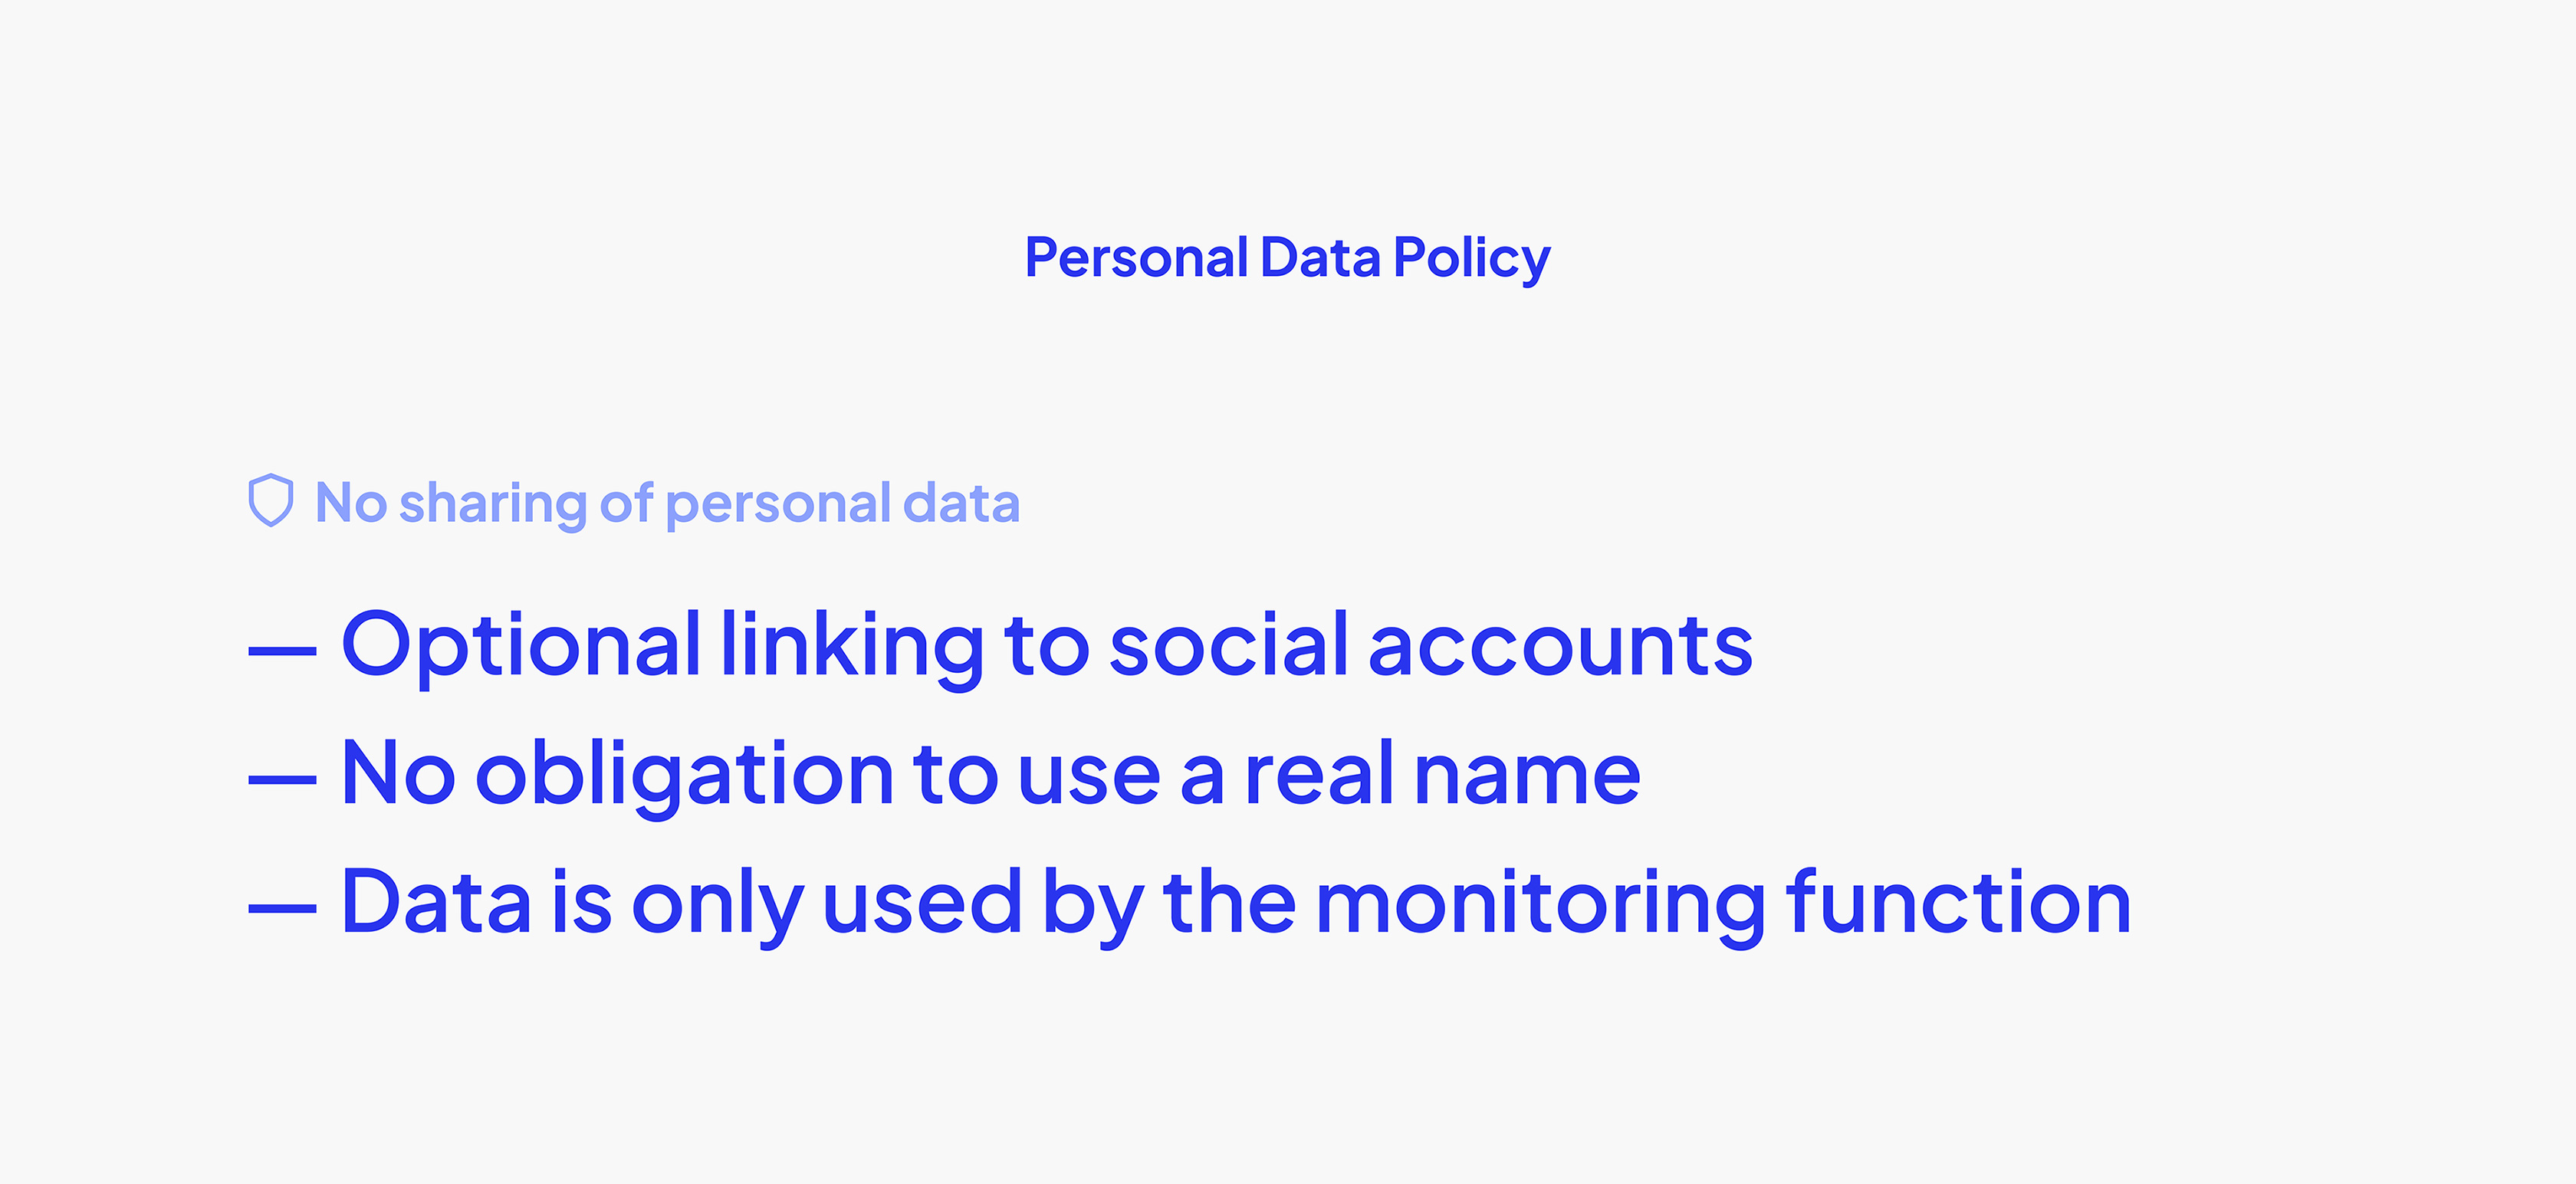 Personal Data Policy
No sharing of personal data
— Optional linking to social accounts
— No obligation to use a real name
— Data is only used by the monitoring function